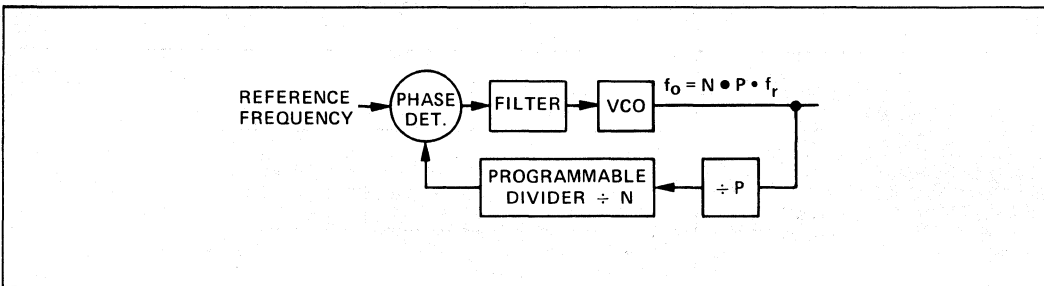 REFERENCE
FREQUENCY
PHASE
DET.
FILTER
VCO
fo = N • P • fr
PROGRAMMABLE
DIVIDER ÷ N
÷ P